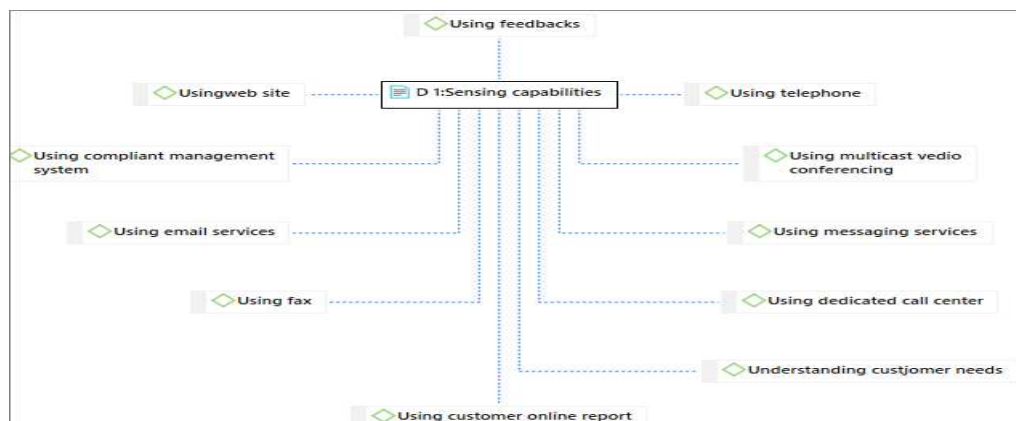 Using feedbacks
Usingweb site
D 1:Sensing capabilities
Using telephone
Using compliant management
system
Using multicast vedio
conferencing
Using email services
Using messaging services
Using fax
Using dedicated call center
Understanding custjomer needs
Using customer online report